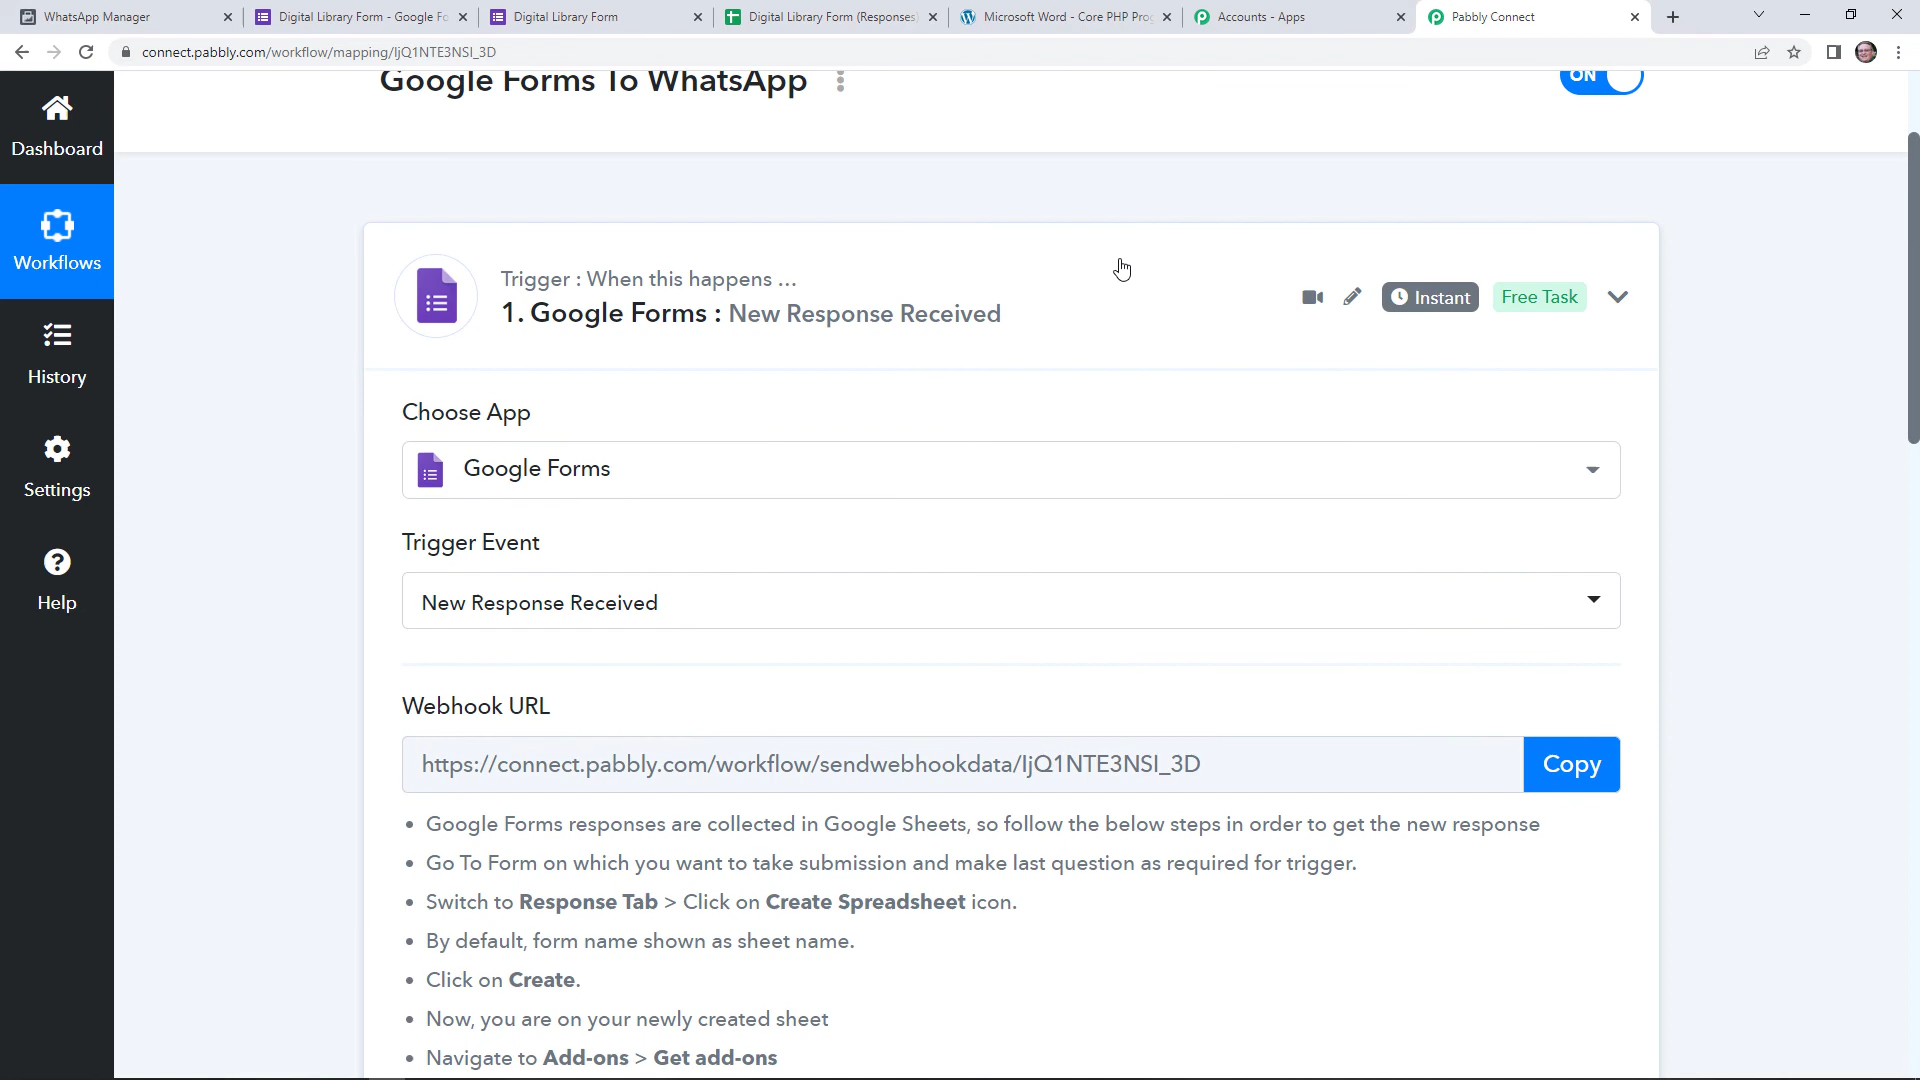 WhatsApp Manager
Digital Library Form - Google Fo
Digital Library Form
Digital Library Form (Responses)
Microsoft Word - Core PHP Prog
Accounts - Apps
Pabbly Connect
connect.pabbly.com/workflow/mapping/IjQ1NTE3NSI_3D
Google Forms To WhatsApp
ON
Dashboard
Workflows
History
Settings
Help
Trigger : When this happens ...
1. Google Forms : New Response Received
Instant
Free Task
Choose App
Google Forms
Trigger Event
New Response Received
Webhook URL
https://connect.pabbly.com/workflow/sendwebhookdata/IjQ1NTE3NSI_3D
Copy
• Google Forms responses are collected in Google Sheets, so follow the below steps in order to get the new response
• Go To Form on which you want to take submission and make last question as required for trigger.
• Switch to Response Tab > Click on Create Spreadsheet icon.
• By default, form name shown as sheet name.
• Click on Create.
• Now, you are on your newly created sheet
• Navigate to Add-ons > Get add-ons